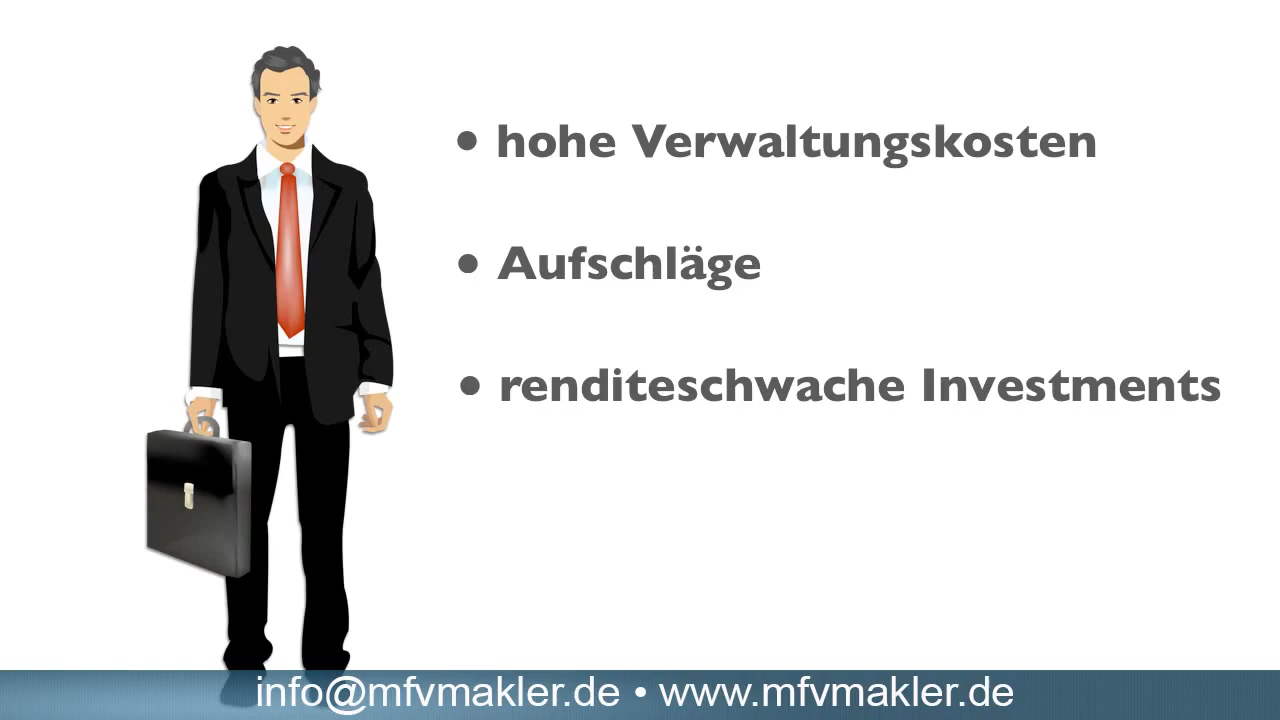 • hohe Verwaltungskosten
• Aufschläge
• renditeschwache Investments
info@mfvmakler.de • www.mfvmakler.de